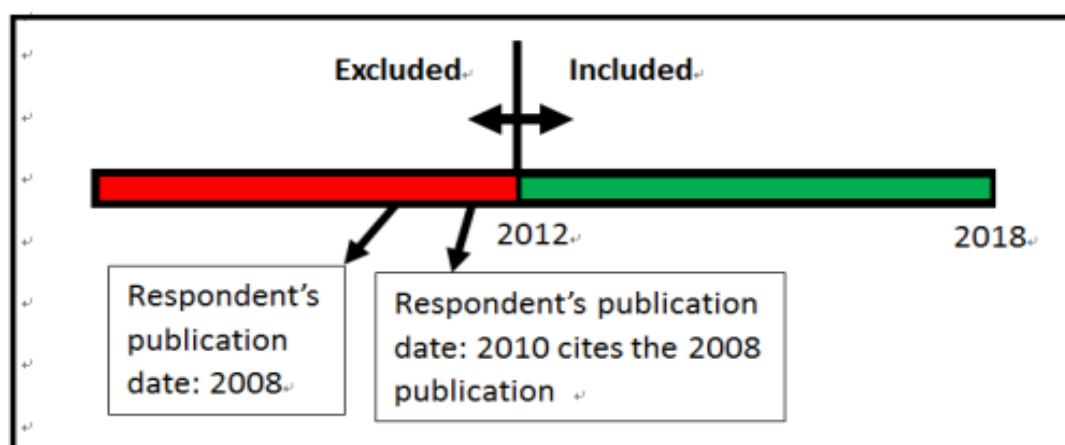 Excluded
Included
2012
2018
Respondent's
publication
date: 2008
Respondent's publication
date: 2010 cites the 2008
publication